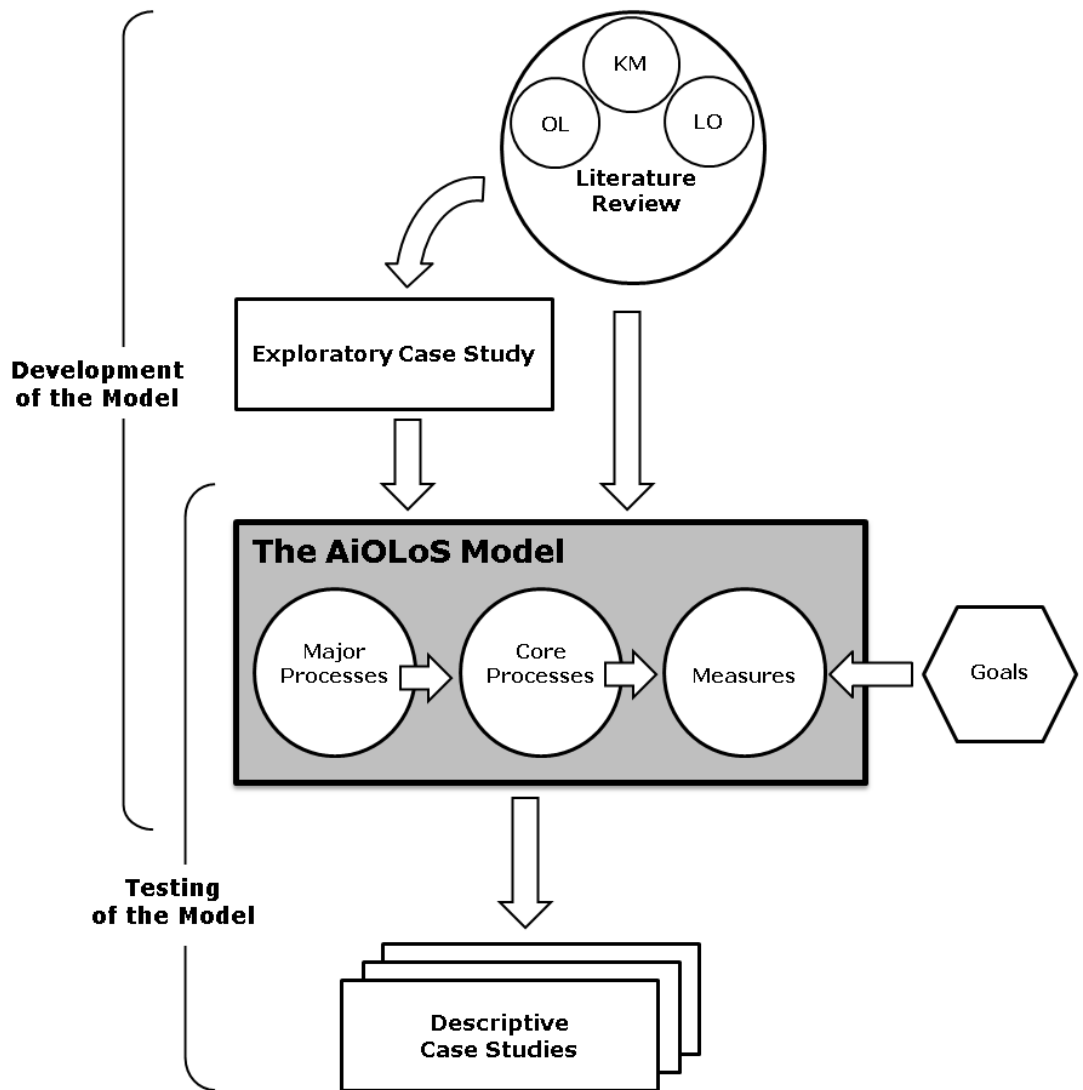 KM
OL
LO
Literature
Review
Exploratory Case Study
Development
of the Model
The AiOLoS Model
Major
Processes
Core
Processes
Measures
Goals
Testing
of the Model
Descriptive
Case Studies